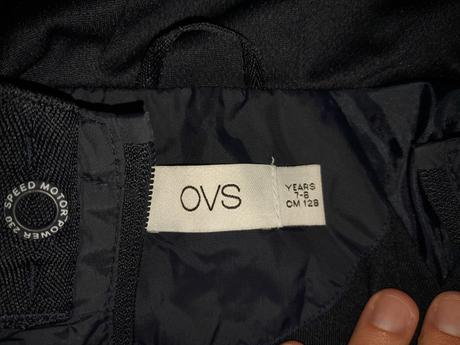 SPEED MOTOR POWER 230
OVS
YEARS
7-8
CM 128